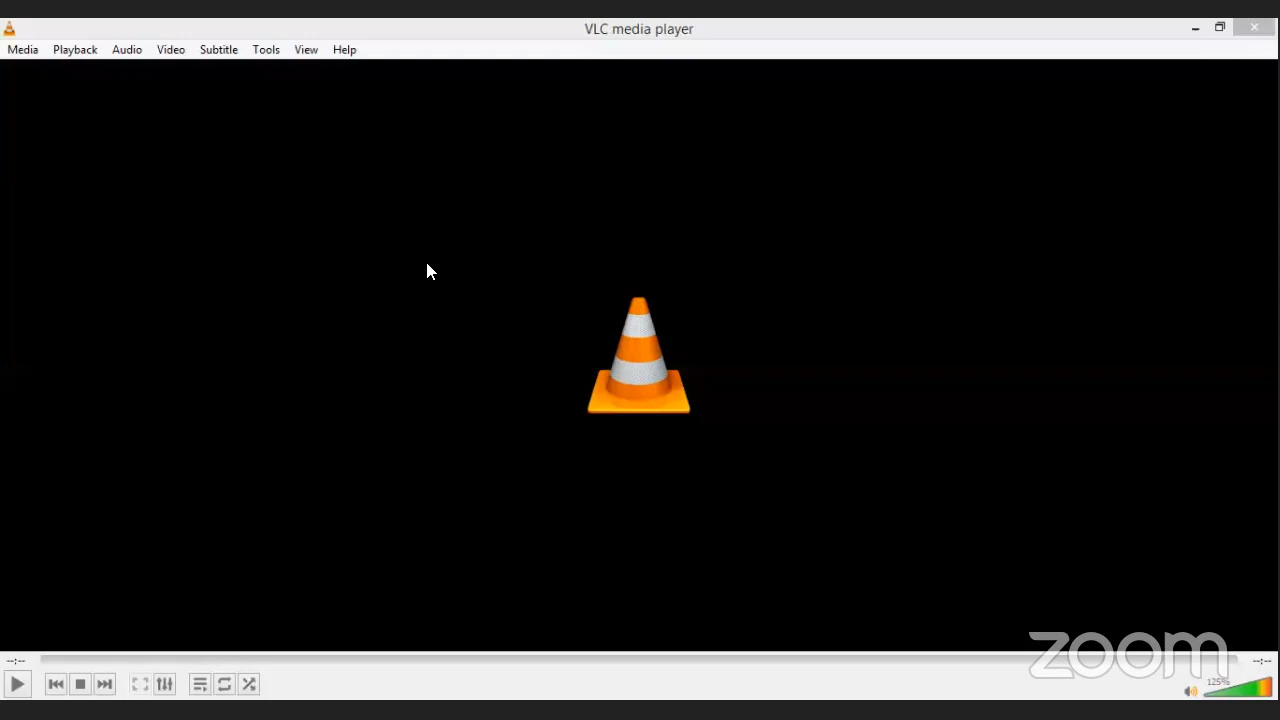 VLC media player
Media Playback Audio Video Subtitle Tools View Help
--:-- --:--
zoom
125%